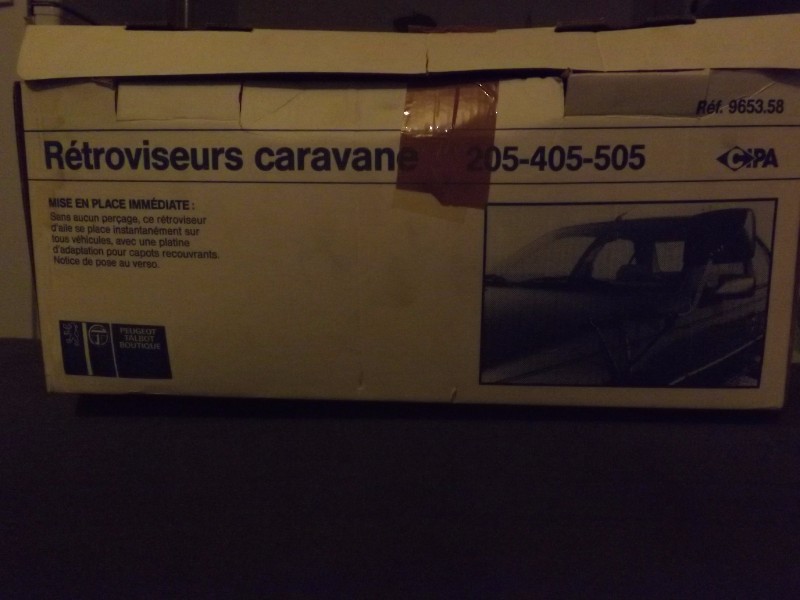 Réf. 9653.58
Rétroviseurs caravane 205-405-505
CIPA
MISE EN PLACE IMMÉDIATE :
Sans aucun perçage, ce rétroviseur
d'aile se place instantanément sur
tous véhicules, avec une platine
d'adaptation pour capots recouvrants.
Notice de pose au verso.
PEUGEOT
TALBOT
BOUTIQUE